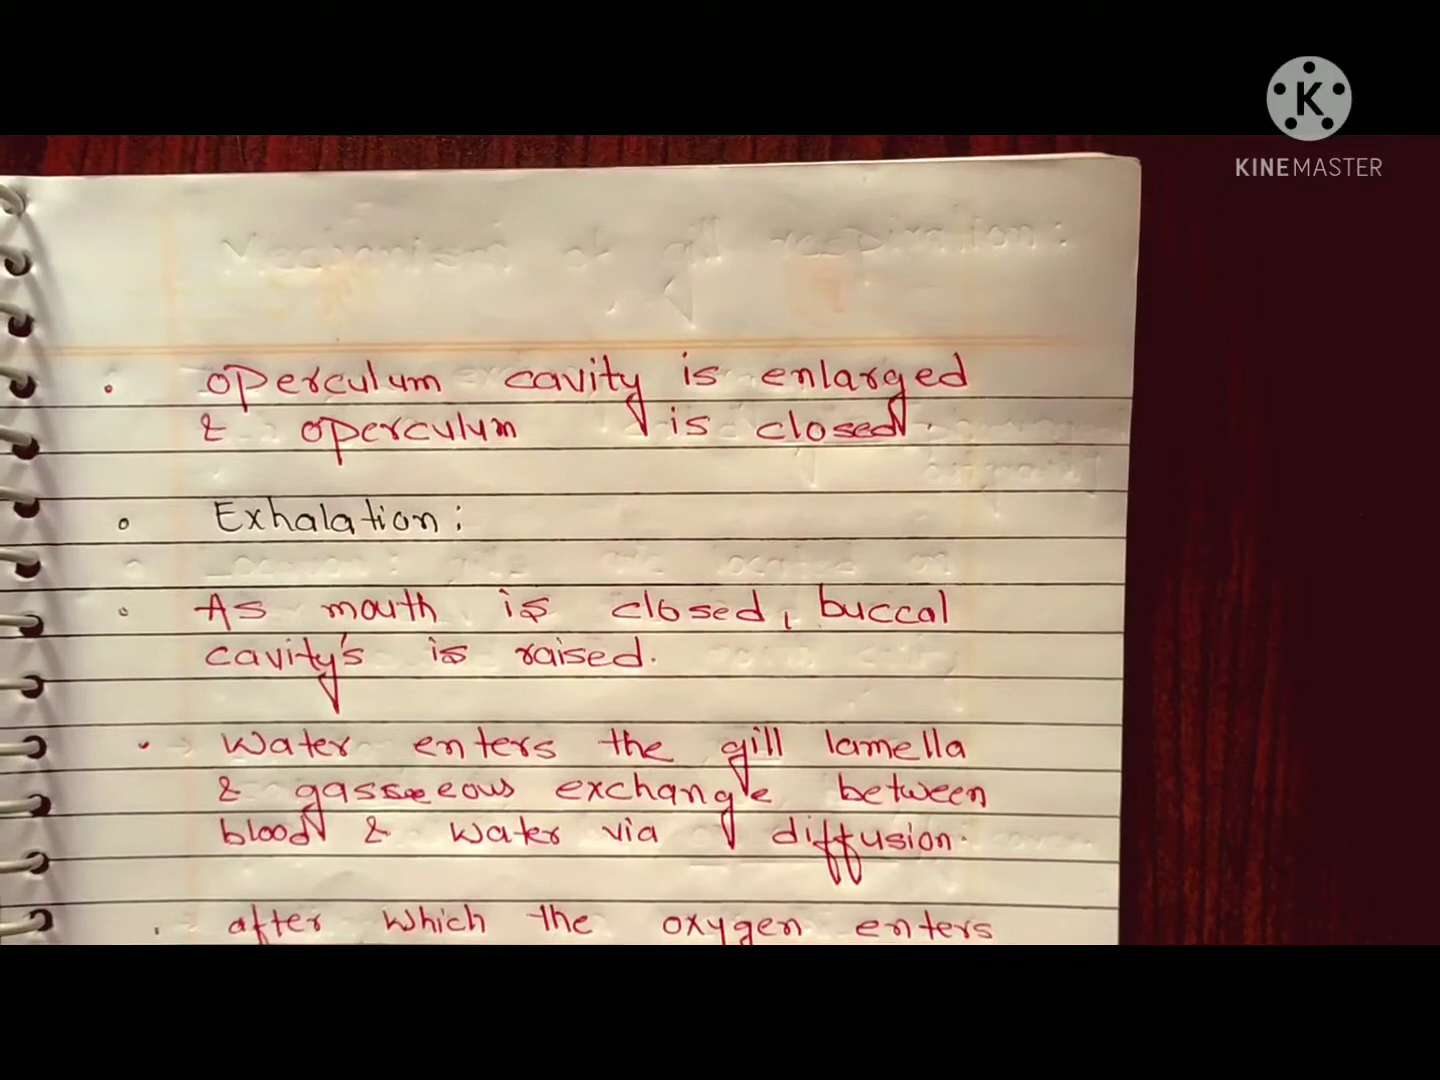 K
KINEMASTER
operculum cavity is enlarged
& operculum is closed.
Exhalation:
As mouth is closed, buccal
cavity's is raised.
Water enters the gill lamella
& gasseeous exchange between
blood & water via diffusion.
after which the oxygen enters